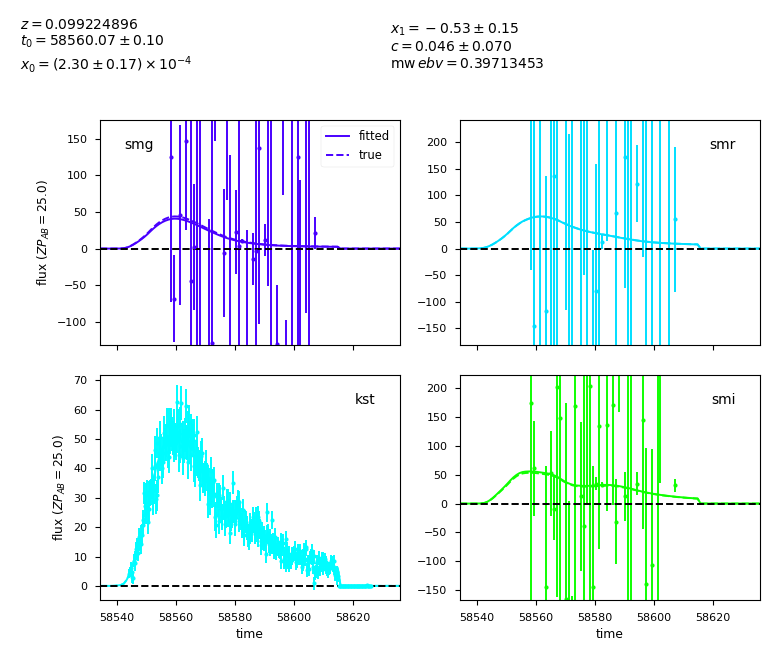 z = 0.099224896
t₀ = 58560.07 ± 0.10
x₀ = (2.30 ± 0.17) × 10⁻⁴
x₁ = −0.53 ± 0.15
c = 0.046 ± 0.070
mw ebv = 0.39713453
smg
fitted
true
150
100
50
0
−50
−100
flux (ZP_AB = 25.0)
smr
200
150
100
50
0
−50
−100
−150
kst
70
60
50
40
30
20
10
0
flux (ZP_AB = 25.0)
58540 58560 58580 58600 58620
time
smi
200
150
100
50
0
−50
−100
−150
58540 58560 58580 58600 58620
time